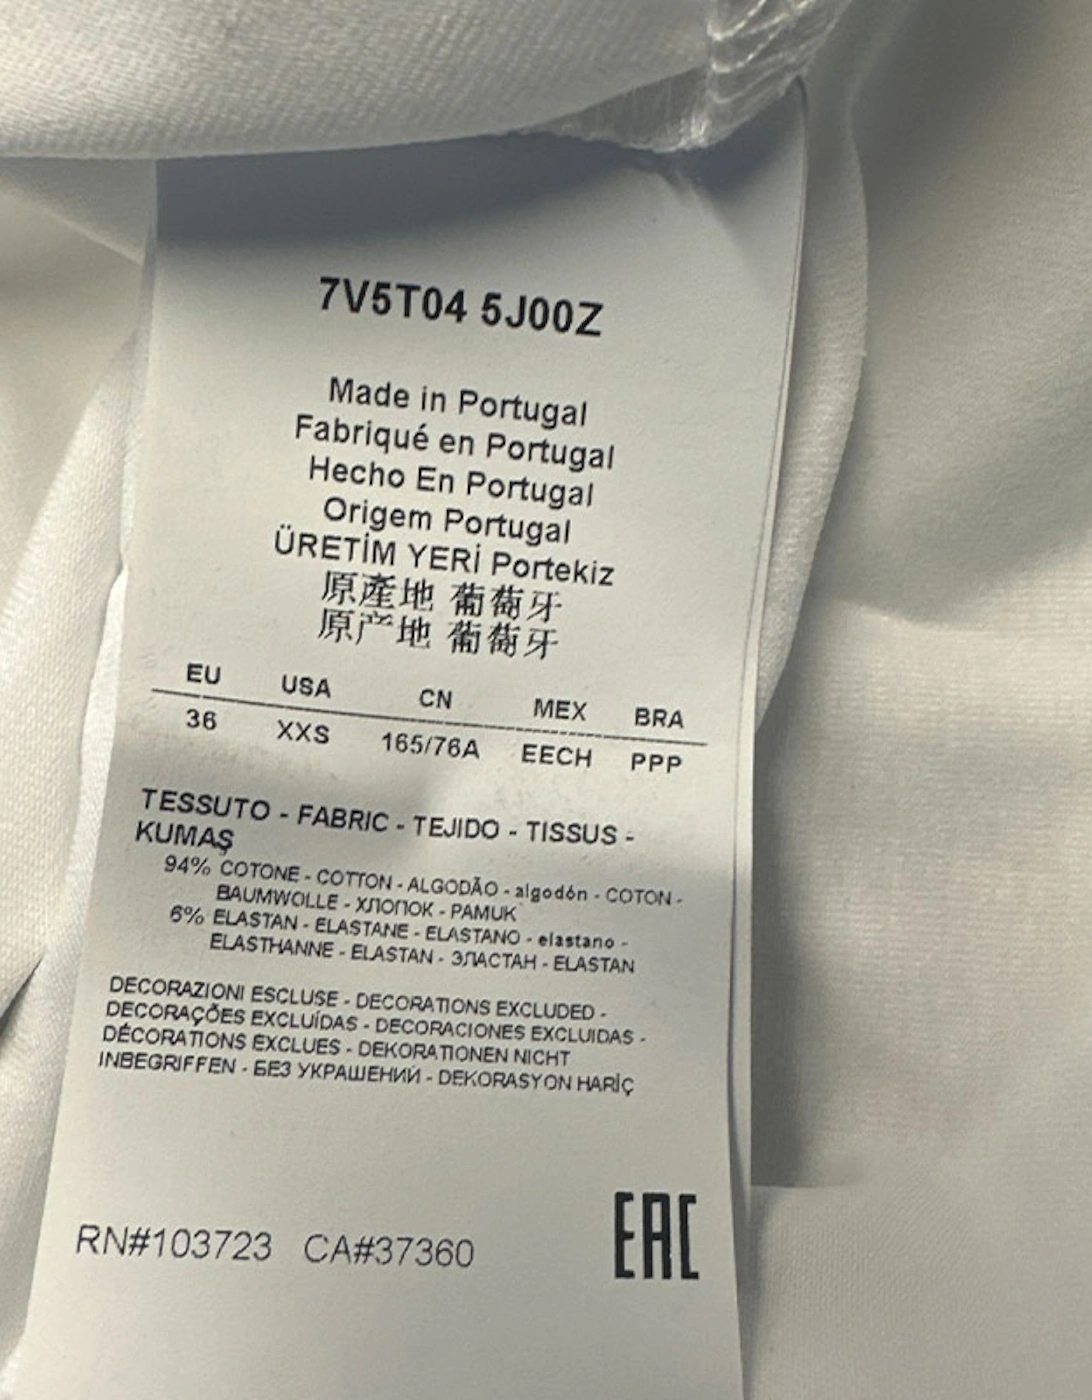 7V5T04 5J00Z
Made in Portugal
Fabriqué en Portugal
Hecho En Portugal
Origem Portugal
ÜRETİM YERİ Portekiz
原產地 葡萄牙
原产地 葡萄牙
EU USA CN MEX BRA
36 XXS 165/76A EECH PPP
TESSUTO - FABRIC - TEJIDO - TISSUS -
KUMAŞ
94% COTONE - COTTON - ALGODÃO - algodón - COTON -
BAUMWOLLE - ХЛОПОК - PAMUK
6% ELASTAN - ELASTANE - ELASTANO - elastano -
ELASTHANNE - ELASTAN - ЭЛАСТАН - ELASTAN
DECORAZIONI ESCLUSE - DECORATIONS EXCLUDED -
DECORAÇÕES EXCLUÍDAS - DECORACIONES EXCLUIDAS -
DÉCORATIONS EXCLUES - DEKORATIONEN NICHT
INBEGRIFFEN - БЕЗ УКРАШЕНИЙ - DEKORASYON HARİÇ
RN#103723 CA#37360
EAC